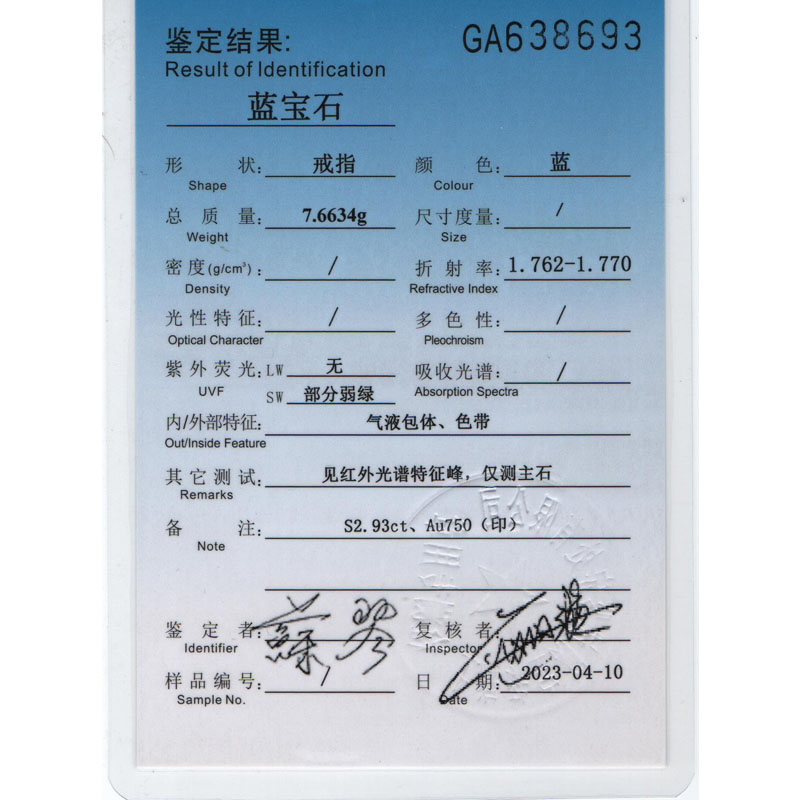 鉴定结果: GA638693
Result of Identification
蓝宝石
形状: 戒指 颜色: 蓝
Shape Colour
总质量: 7.6634g 尺寸度量: /
Weight Size
密度(g/cm³): / 折射率: 1.762-1.770
Density Refractive Index
光性特征: / 多色性: /
Optical Character Pleochroism
紫外荧光: LW 无 吸收光谱: /
UVF SW 部分弱绿 Absorption Spectra
内/外部特征: 气液包体、色带
Out/Inside Feature
其它测试: 见红外光谱特征峰，仅测主石
Remarks
备注: S2.93ct、Au750（印）
Note
鉴定者: 复核者:
Identifier Inspector
样品编号: 日期: 2023-04-10
Sample No. Date